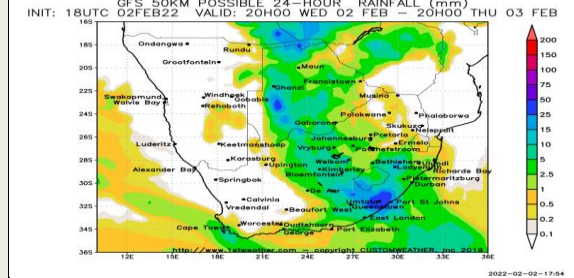 GFS 50KM POSSIBLE 24-HOUR RAINFALL (mm)
INIT: 18UTC 02FEB22 VALID: 20H00 WED 02 FEB - 20H00 THU 03 FEB
16S
18S
20S
22S
24S
26S
28S
30S
32S
34S
36S
Ondangwa
Rundu
Grootfontein
Maun
Francistown
Ghanzi
Swakopmund
Walvis Bay
Windhoek
Gobabis
Rehoboth
Musina
Polokwane
Phalaborwa
Skukuza
Nelspruit
Gaborone
Johannesburg
Pretoria
Ermelo
Luderitz
Keetmanshoop
Vryburg
Potchefstroom
Karasburg
Upington
Welkom
Bethlehem
Ulundi
Ladysmith
Kimberley
Richards Bay
Alexander Bay
Bloemfontein
Pietermaritzburg
Durban
Springbok
De Aar
Calvinia
Umtata
Port St Johns
Vredendal
Beaufort West
Queenstown
East London
Cape Town
Worcester
Oudtshoorn
George
Port Elizabeth
http://www.1stweather.com - copyright CUSTOMWEATHER, inc 2019
12E 15E 18E 21E 24E 27E 30E 33E 36E
200
150
100
75
50
25
15
10
5
2.5
1
0.5
0.2
0.1
2022-02-02-17:54